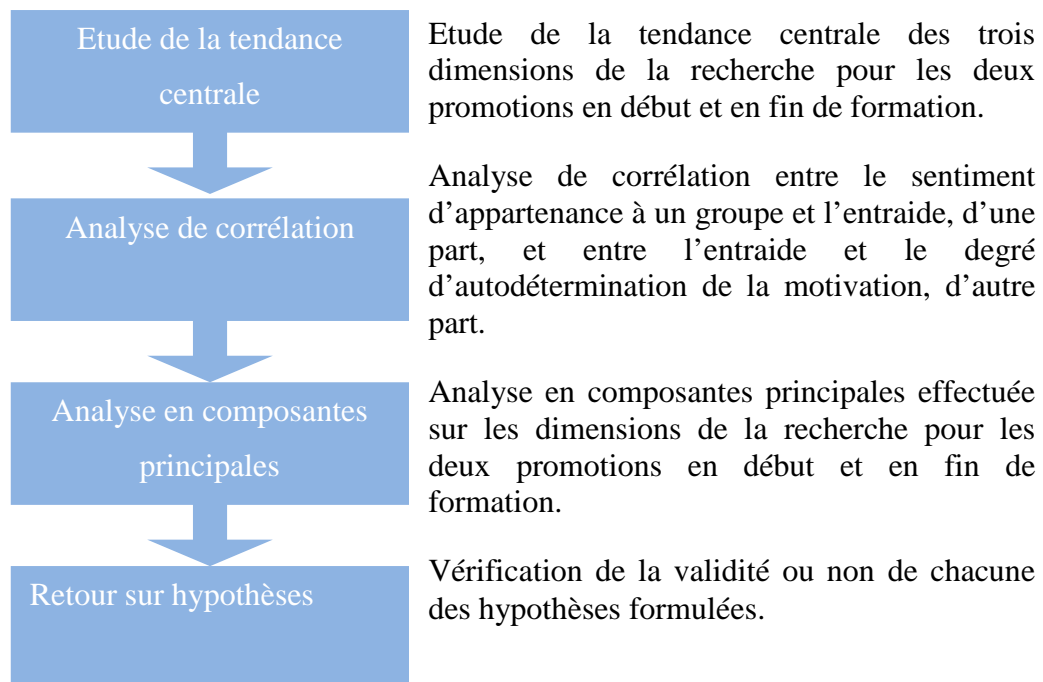 Etude de la tendance
centrale
Etude de la tendance centrale des trois
dimensions de la recherche pour les deux
promotions en début et en fin de formation.
Analyse de corrélation
Analyse de corrélation entre le sentiment
d’appartenance à un groupe et l’entraide, d’une
part, et entre l’entraide et le degré
d’autodétermination de la motivation, d’autre
part.
Analyse en composantes
principales
Analyse en composantes principales effectuée
sur les dimensions de la recherche pour les
deux promotions en début et en fin de
formation.
Retour sur hypothèses
Vérification de la validité ou non de chacune
des hypothèses formulées.